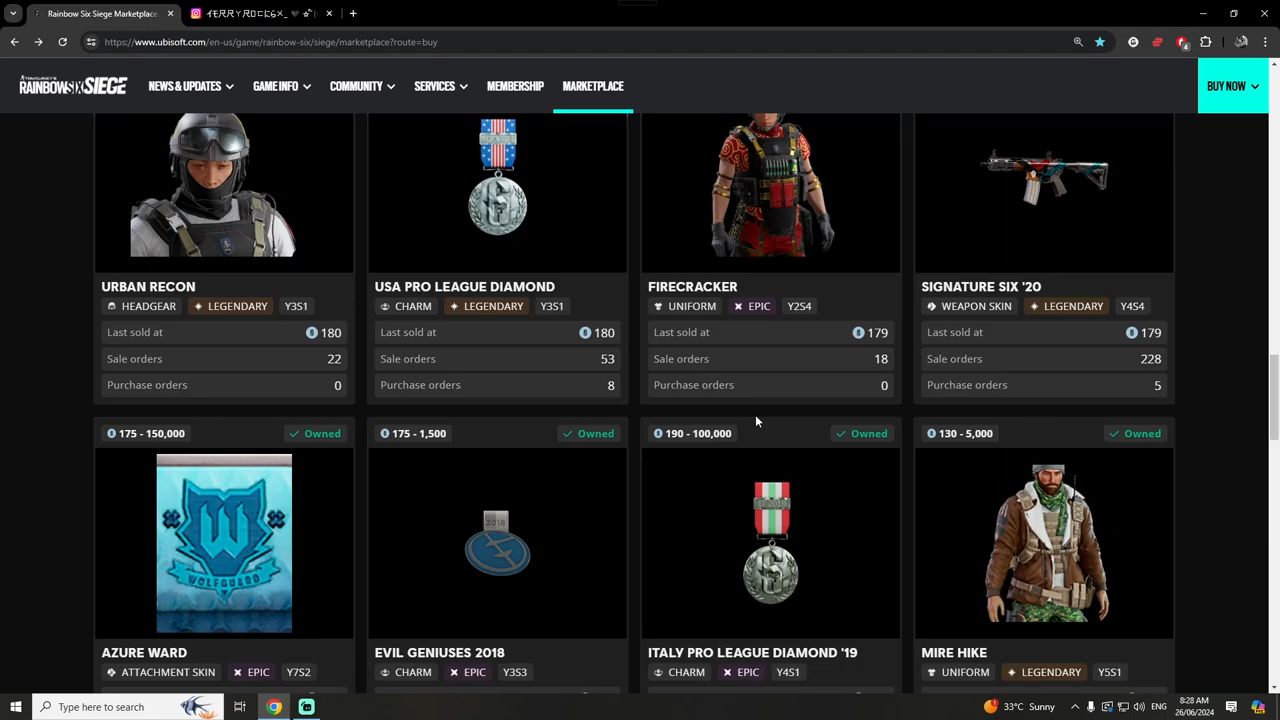 Rainbow Six Siege Marketplace
https://www.ubisoft.com/en-us/game/rainbow-six/siege/marketplace?route=buy
4
TOM CLANCY'S
RAINBOWSIX SIEGE
NEWS & UPDATES
GAME INFO
COMMUNITY
SERVICES
MEMBERSHIP
MARKETPLACE
BUY NOW
URBAN RECON
USA PRO LEAGUE DIAMOND
FIRECRACKER
SIGNATURE SIX '20
HEADGEAR LEGENDARY Y3S1
CHARM LEGENDARY Y3S1
UNIFORM EPIC Y2S4
WEAPON SKIN LEGENDARY Y4S4
Last sold at 180
Last sold at 180
Last sold at 179
Last sold at 179
Sale orders 22
Sale orders 53
Sale orders 18
Sale orders 228
Purchase orders 0
Purchase orders 8
Purchase orders 0
Purchase orders 5
175 - 150,000 Owned
175 - 1,500 Owned
190 - 100,000 Owned
130 - 5,000 Owned
W
WOLFGUARD
2018
6
AZURE WARD
EVIL GENIUSES 2018
ITALY PRO LEAGUE DIAMOND '19
MIRE HIKE
ATTACHMENT SKIN EPIC Y7S2
CHARM EPIC Y3S3
CHARM EPIC Y4S1
UNIFORM LEGENDARY Y5S1
Type here to search
33°C Sunny
ENG
8:28 AM
26/06/2024